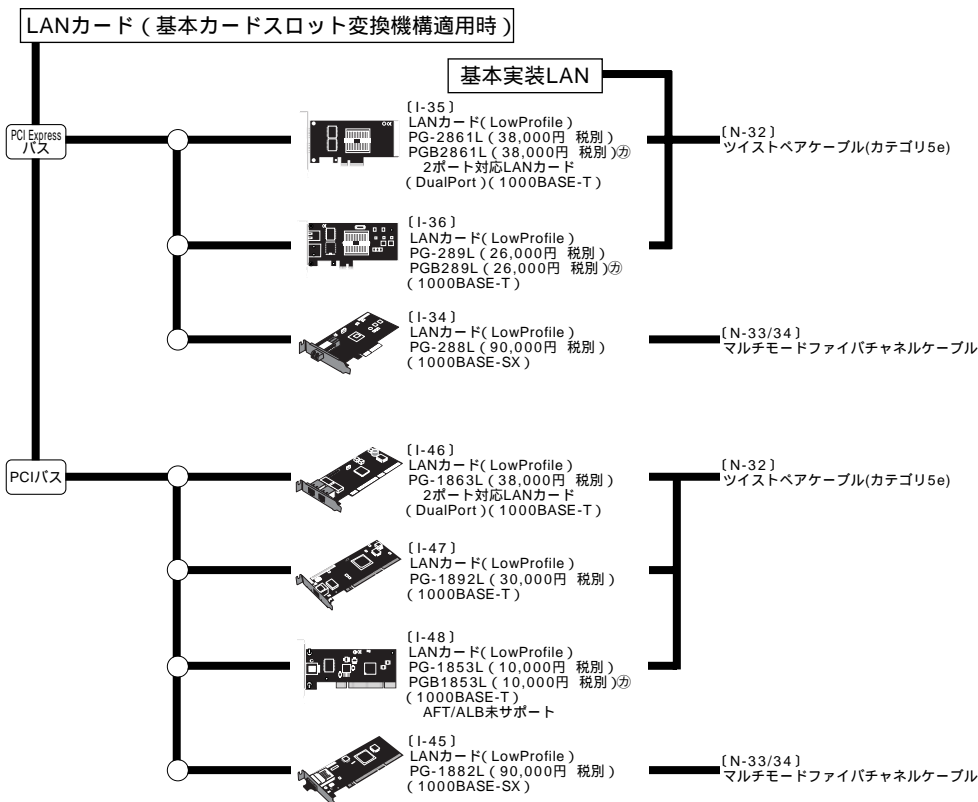 LANカード(基本カードスロット変換機構適用時)
基本実装LAN
PCI Express
バス
〔I-35〕
LANカード(LowProfile)
PG-2861L(38,000円 税別)
PGB2861L(38,000円 税別)㋕
2ポート対応LANカード
(DualPort)(1000BASE-T)
〔N-32〕
ツイストペアケーブル(カテゴリ5e)
〔I-36〕
LANカード(LowProfile)
PG-289L(26,000円 税別)
PGB289L(26,000円 税別)㋕
(1000BASE-T)
〔I-34〕
LANカード(LowProfile)
PG-288L(90,000円 税別)
(1000BASE-SX)
〔N-33/34〕
マルチモードファイバチャネルケーブル
PCIバス
〔I-46〕
LANカード(LowProfile)
PG-1863L(38,000円 税別)
2ポート対応LANカード
(DualPort)(1000BASE-T)
〔N-32〕
ツイストペアケーブル(カテゴリ5e)
〔I-47〕
LANカード(LowProfile)
PG-1892L(30,000円 税別)
(1000BASE-T)
〔I-48〕
LANカード(LowProfile)
PG-1853L(10,000円 税別)
PGB1853L(10,000円 税別)㋕
(1000BASE-T)
AFT/ALB未サポート
〔I-45〕
LANカード(LowProfile)
PG-1882L(90,000円 税別)
(1000BASE-SX)
〔N-33/34〕
マルチモードファイバチャネルケーブル